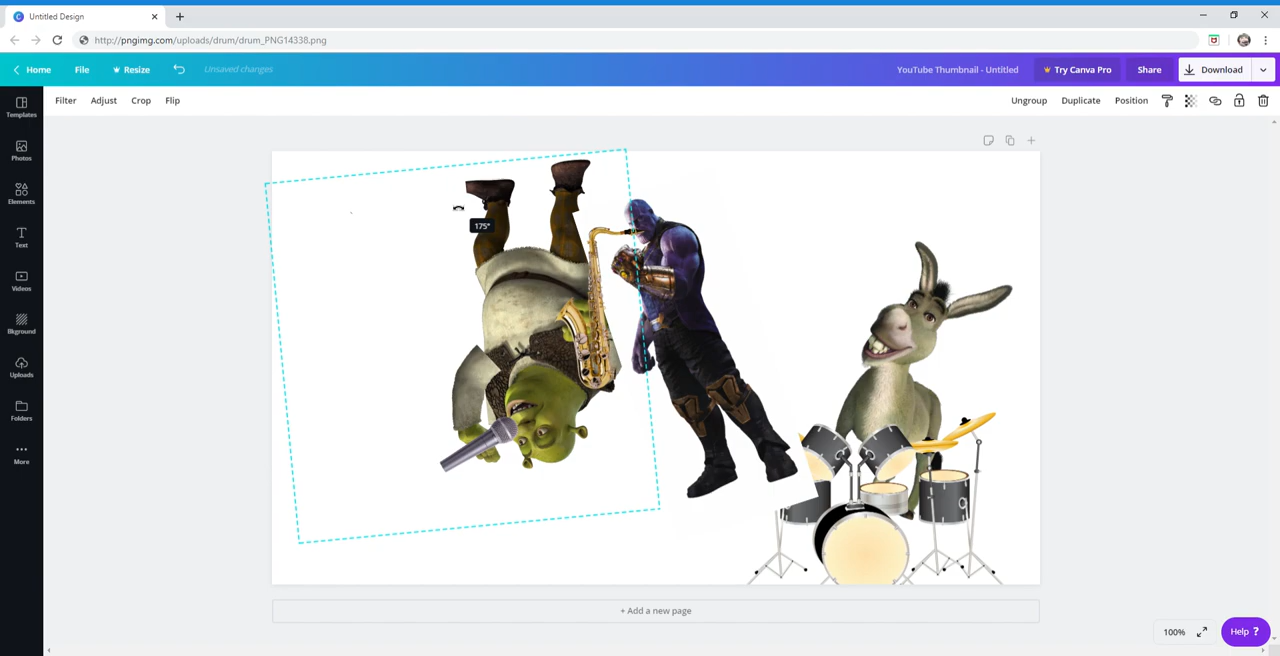 Untitled Design
http://pngimg.com/uploads/drum/drum_PNG14338.png
Home File Resize Unsaved changes YouTube Thumbnail - Untitled Try Canva Pro Share Download
Filter Adjust Crop Flip Ungroup Duplicate Position
Templates
Photos
Elements
Text
Videos
Bkground
Uploads
Folders
More
175°
+ Add a new page
100% Help ?